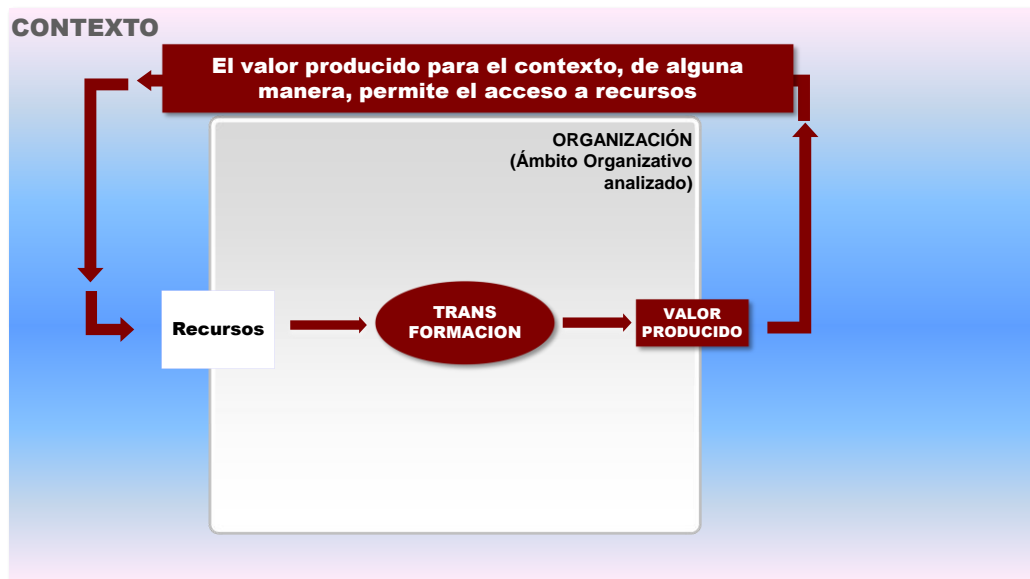 CONTEXTO
El valor producido para el contexto, de alguna
manera, permite el acceso a recursos
ORGANIZACIÓN
(Ámbito Organizativo
analizado)
Recursos
TRANS
FORMACION
VALOR
PRODUCIDO